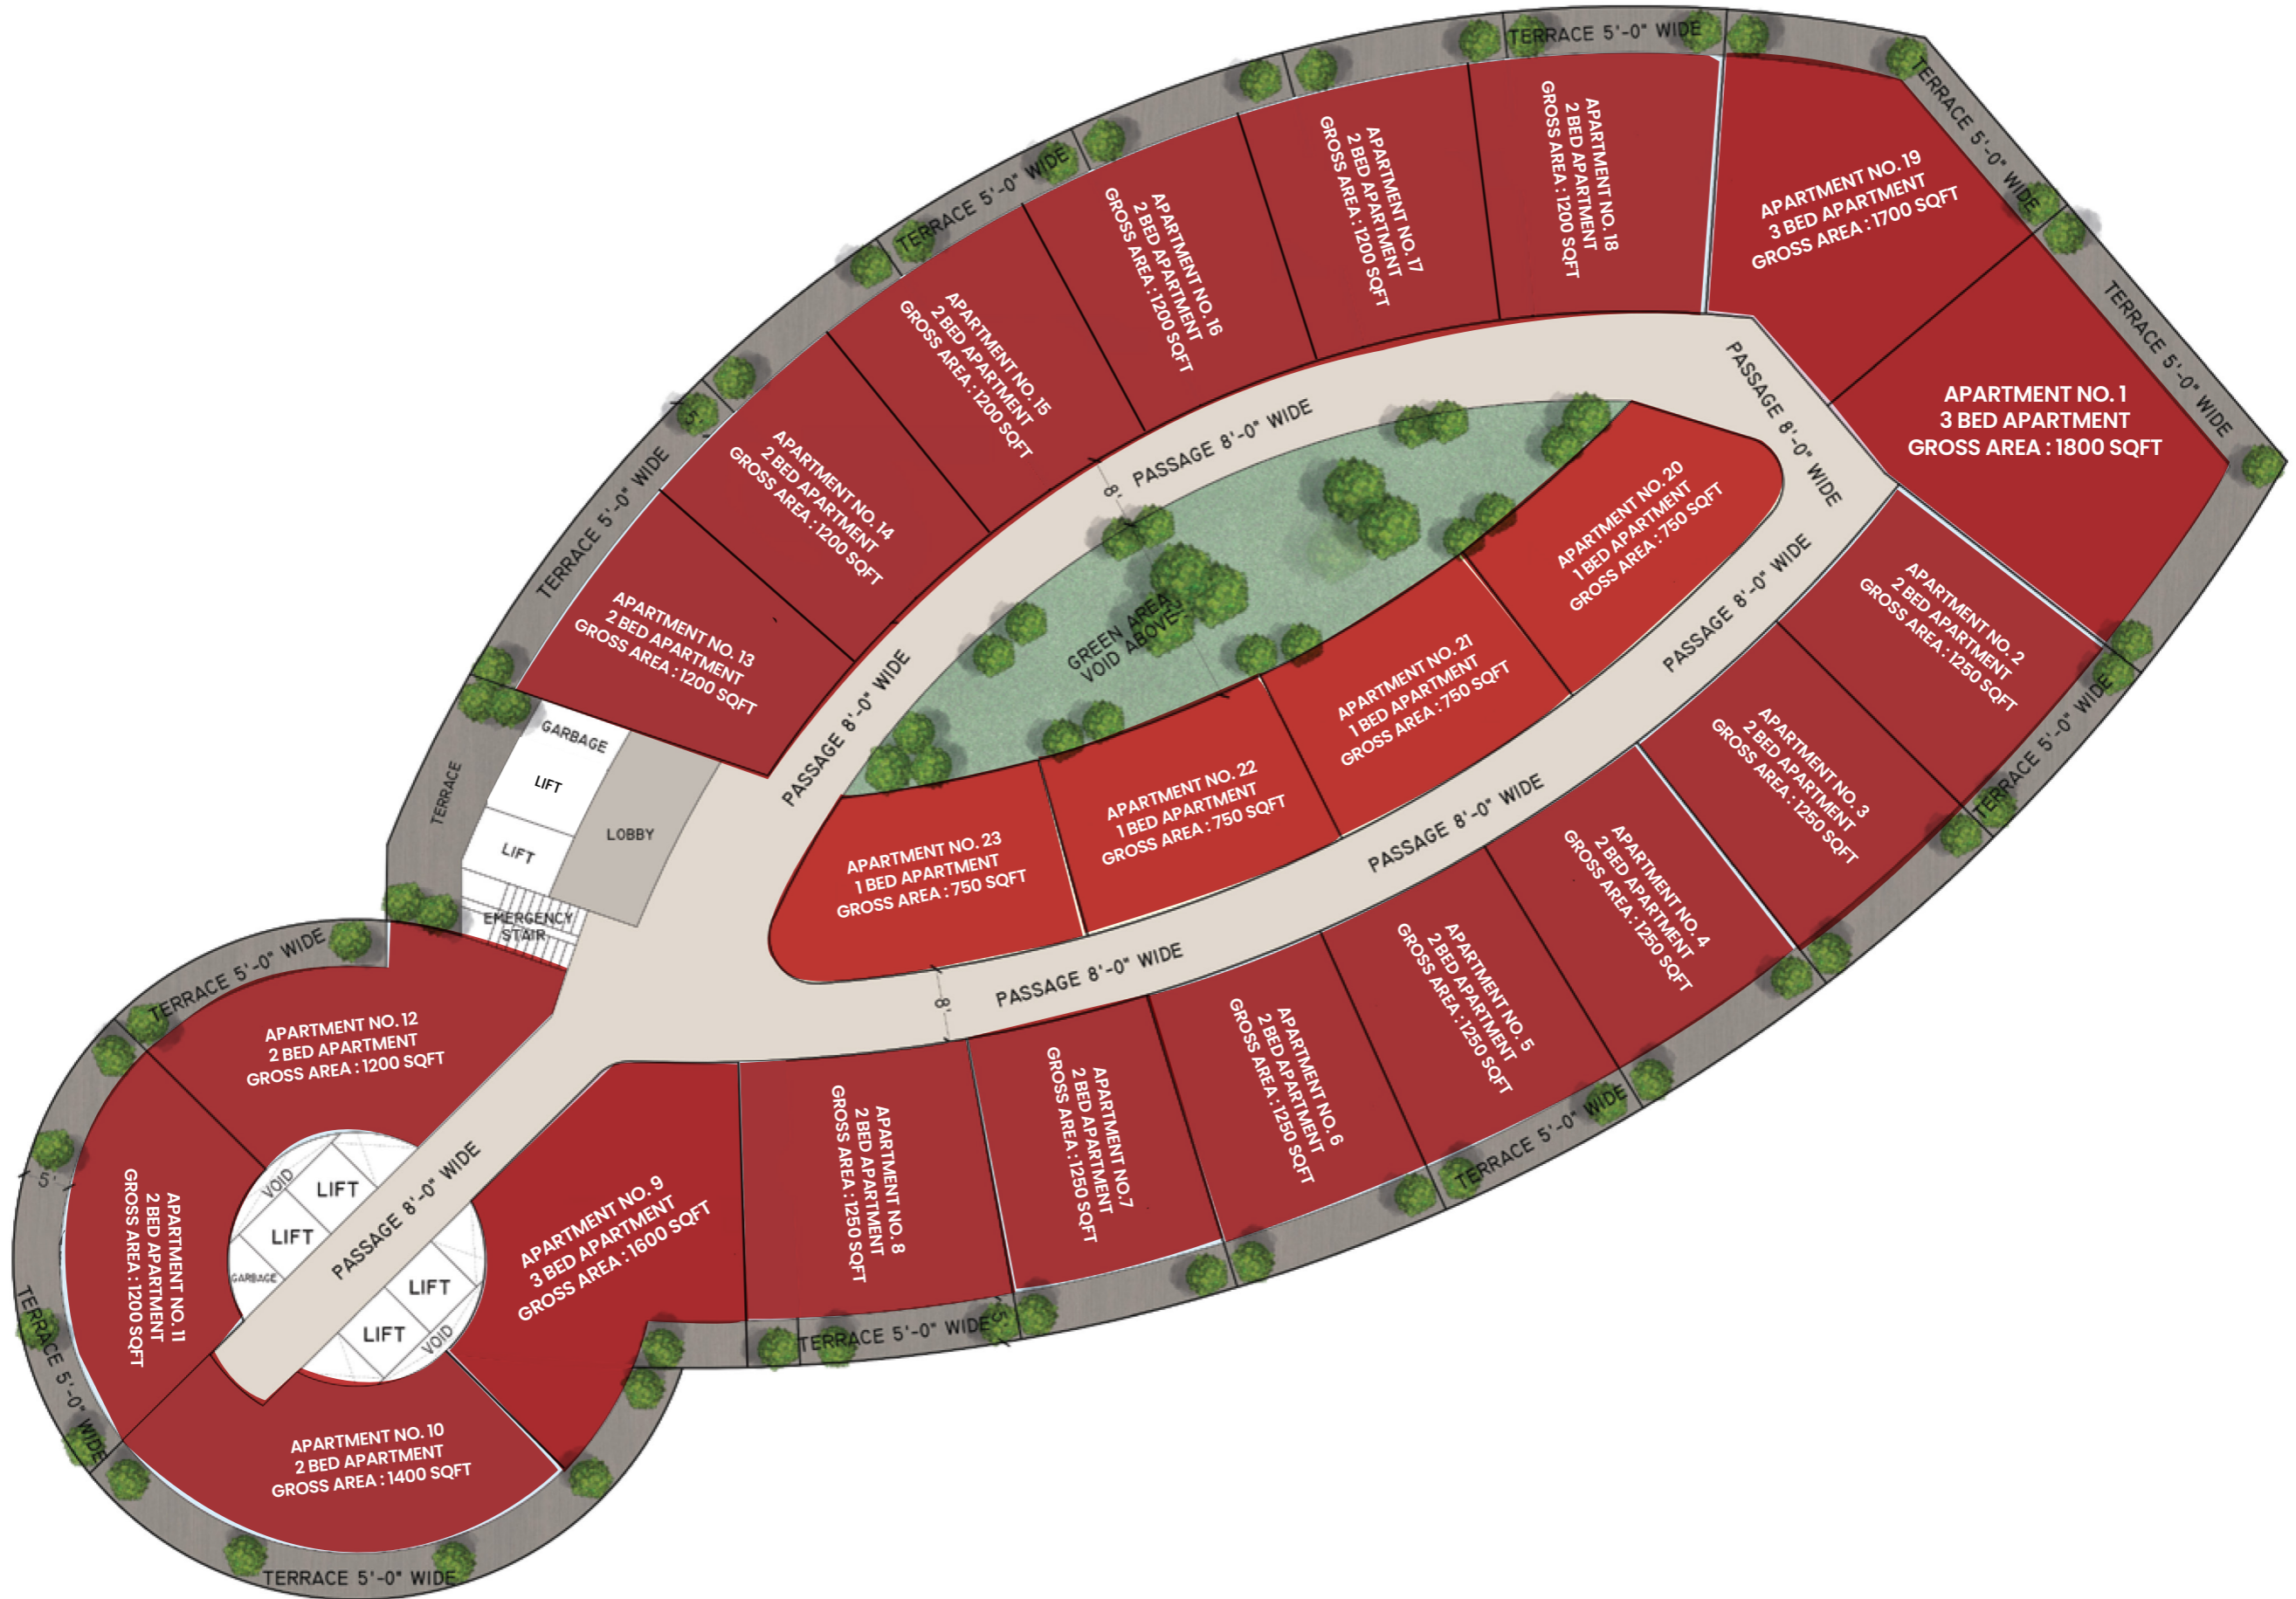 TERRACE 5'-0" WIDE
TERRACE 5'-0" WIDE
TERRACE 5'-0" WIDE
TERRACE 5'-0" WIDE
TERRACE 5'-0" WIDE
APARTMENT NO. 18
2 BED APARTMENT
GROSS AREA : 1200 SQFT
APARTMENT NO. 17
2 BED APARTMENT
GROSS AREA : 1200 SQFT
APARTMENT NO. 16
2 BED APARTMENT
GROSS AREA : 1200 SQFT
APARTMENT NO. 15
2 BED APARTMENT
GROSS AREA : 1200 SQFT
APARTMENT NO. 14
2 BED APARTMENT
GROSS AREA : 1200 SQFT
APARTMENT NO. 13
2 BED APARTMENT
GROSS AREA : 1200 SQFT
APARTMENT NO. 19
3 BED APARTMENT
GROSS AREA : 1700 SQFT
APARTMENT NO. 1
3 BED APARTMENT
GROSS AREA : 1800 SQFT
5'
TERRACE 5'-0" WIDE
PASSAGE 8'-0" WIDE
PASSAGE 8'-0" WIDE
8'
PASSAGE 8'-0" WIDE
PASSAGE 8'-0" WIDE
GREEN AREA
VOID ABOVE
APARTMENT NO. 20
1 BED APARTMENT
GROSS AREA : 750 SQFT
APARTMENT NO. 21
1 BED APARTMENT
GROSS AREA : 750 SQFT
APARTMENT NO. 22
1 BED APARTMENT
GROSS AREA : 750 SQFT
APARTMENT NO. 23
1 BED APARTMENT
GROSS AREA : 750 SQFT
APARTMENT NO. 2
2 BED APARTMENT
GROSS AREA : 1250 SQFT
APARTMENT NO. 3
2 BED APARTMENT
GROSS AREA : 1250 SQFT
APARTMENT NO. 4
2 BED APARTMENT
GROSS AREA : 1250 SQFT
APARTMENT NO. 5
2 BED APARTMENT
GROSS AREA : 1250 SQFT
APARTMENT NO. 6
2 BED APARTMENT
GROSS AREA : 1250 SQFT
APARTMENT NO.7
2 BED APARTMENT
GROSS AREA : 1250 SQFT
APARTMENT NO. 8
2 BED APARTMENT
GROSS AREA : 1250 SQFT
TERRACE
GARBAGE
LIFT
LIFT
LOBBY
EMERGENCY
STAIR
PASSAGE 8'-0" WIDE
PASSAGE 8'-0" WIDE
8'
TERRACE 5'-0" WIDE
TERRACE 5'-0" WIDE
APARTMENT NO. 12
2 BED APARTMENT
GROSS AREA : 1200 SQFT
5'
APARTMENT NO. 11
2 BED APARTMENT
GROSS AREA : 1200 SQFT
VOID
LIFT
LIFT
GARBAGE
PASSAGE 8'-0" WIDE
LIFT
LIFT
VOID
APARTMENT NO. 9
3 BED APARTMENT
GROSS AREA : 1600 SQFT
TERRACE 5'-0" WIDE
5'
TERRACE 5'-0" WIDE
APARTMENT NO. 10
2 BED APARTMENT
GROSS AREA : 1400 SQFT
TERRACE 5'-0" WIDE
TERRACE 5'-0" WIDE